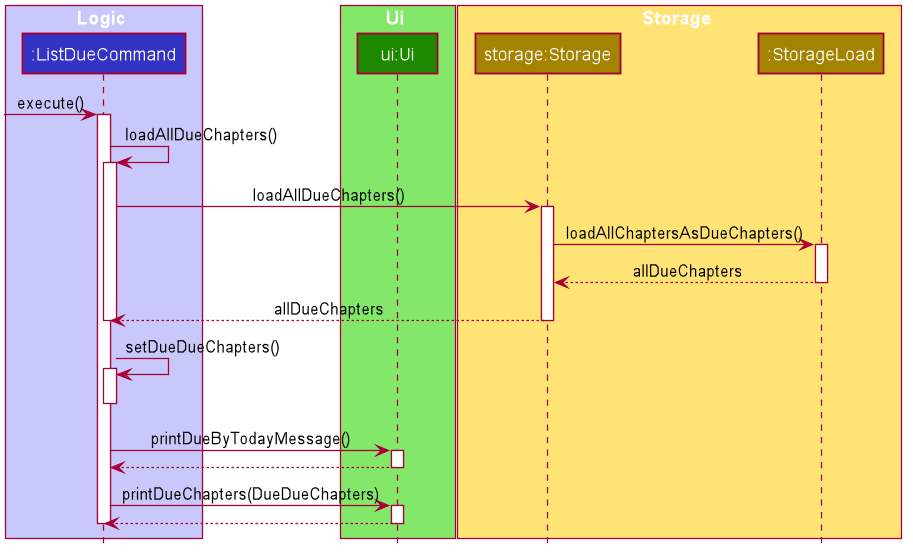 Logic
Ui
Storage
:ListDueCommand
ui:Ui
storage:Storage
:StorageLoad
execute()
loadAllDueChapters()
loadAllDueChapters()
loadAllChaptersAsDueChapters()
allDueChapters
allDueChapters
setDueDueChapters()
printDueByTodayMessage()
printDueChapters(DueDueChapters)